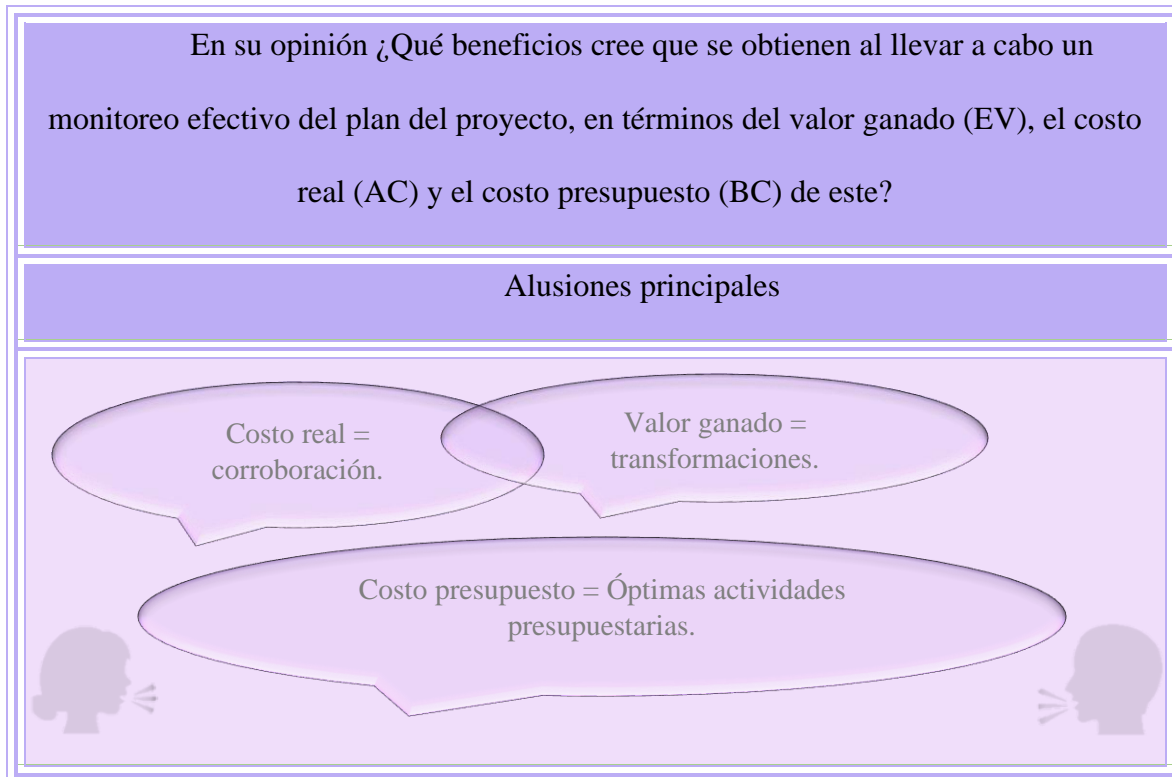 En su opinión ¿Qué beneficios cree que se obtienen al llevar a cabo un
monitoreo efectivo del plan del proyecto, en términos del valor ganado (EV), el costo
real (AC) y el costo presupuesto (BC) de este?
Alusiones principales
Costo real =
corroboración.
Valor ganado =
transformaciones.
Costo presupuesto = Óptimas actividades
presupuestarias.